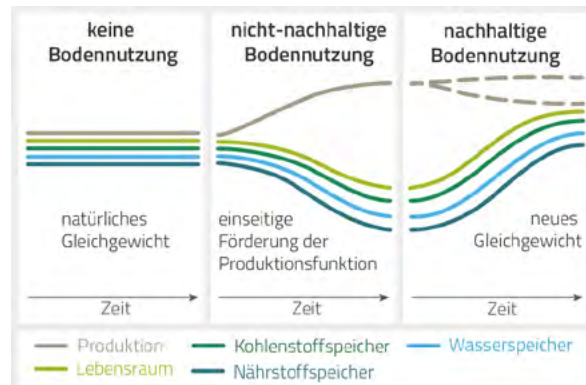 keine
Bodennutzung
nicht-nachhaltige
Bodennutzung
nachhaltige
Bodennutzung
natürliches
Gleichgewicht
einseitige
Förderung der
Produktionsfunktion
neues
Gleichgewicht
Zeit
Zeit
Zeit
Produktion
Kohlenstoffspeicher
Wasserspeicher
Lebensraum
Nährstoffspeicher